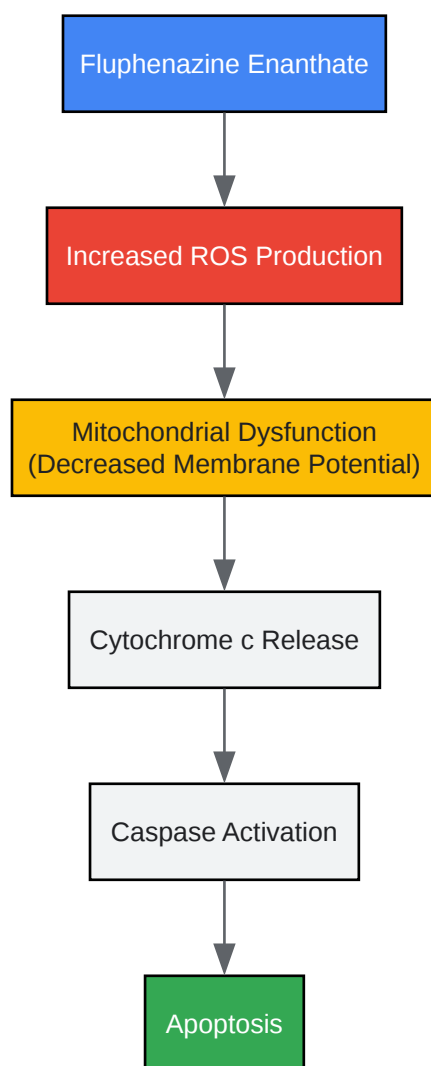 Fluphenazine Enanthate
Increased ROS Production
Mitochondrial Dysfunction
(Decreased Membrane Potential)
Cytochrome c Release
Caspase Activation
Apoptosis